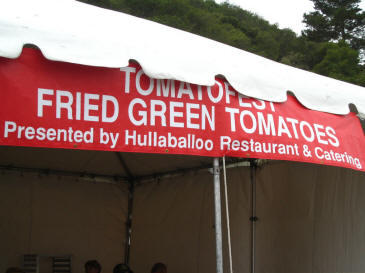 TOMATOFEST
FRIED GREEN TOMATOES
Presented by Hullaballoo Restaurant & Catering